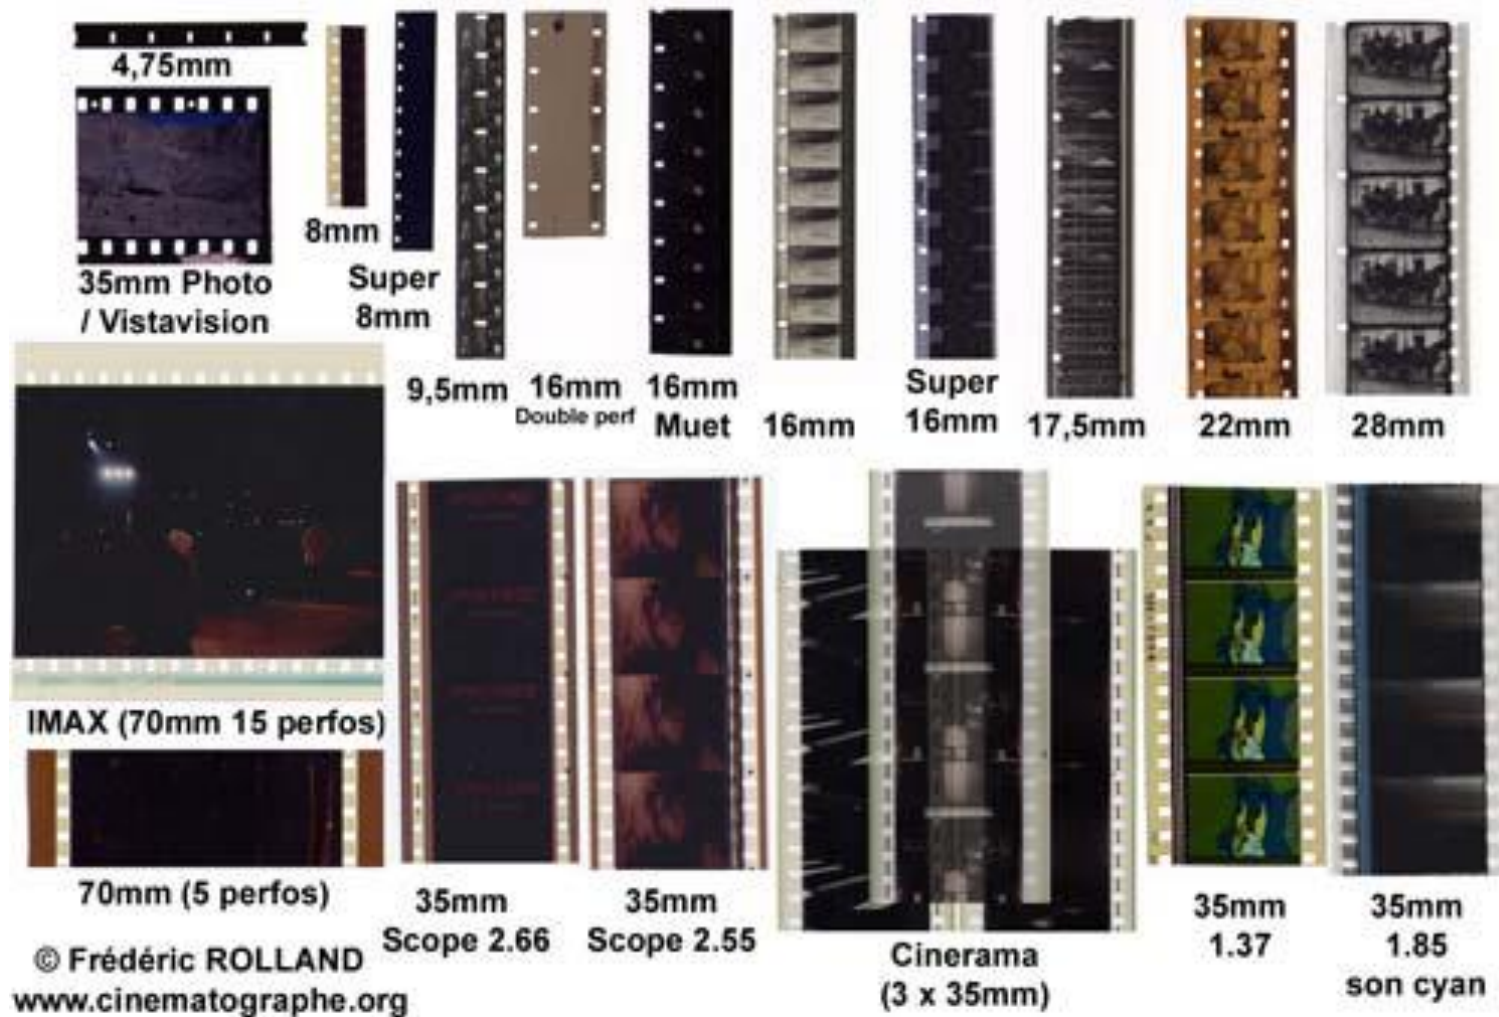 4,75mm
35mm Photo
/ Vistavision
8mm
Super
8mm
9,5mm
16mm
Double perf
16mm
Muet
16mm
Super
16mm
17,5mm
22mm
28mm
IMAX (70mm 15 perfos)
70mm (5 perfos)
35mm
Scope 2.66
35mm
Scope 2.55
Cinerama
(3 x 35mm)
35mm
1.37
35mm
1.85
son cyan
© Frédéric ROLLAND
www.cinematographe.org